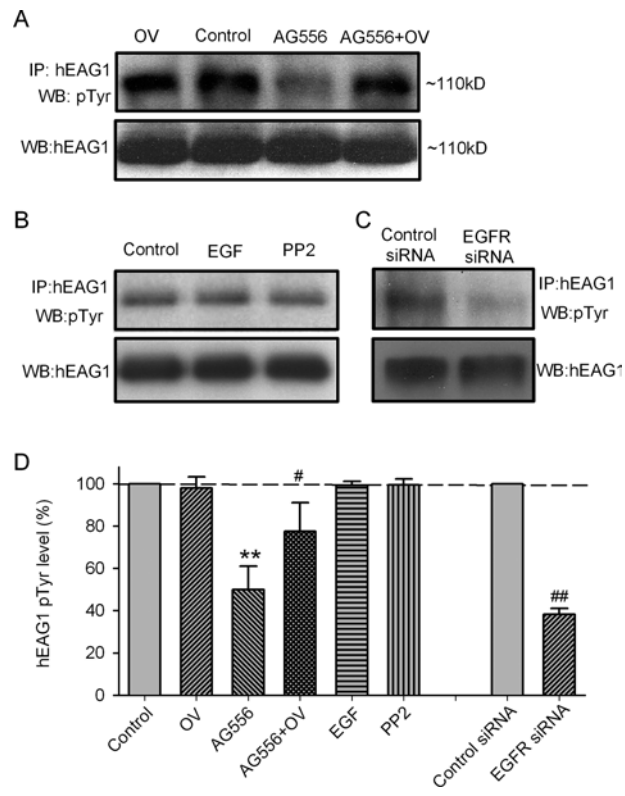 A
OV Control AG556 AG556+OV
IP: hEAG1
WB: pTyr
~110kD
WB:hEAG1
~110kD
B
Control EGF PP2
IP:hEAG1
WB:pTyr
WB:hEAG1
C
Control siRNA
EGFR siRNA
IP:hEAG1
WB:pTyr
WB:hEAG1
D
hEAG1 pTyr level (%)
100
80
60
40
20
0
**
#
##
Control
OV
AG556
AG556+OV
EGF
PP2
Control siRNA
EGFR siRNA